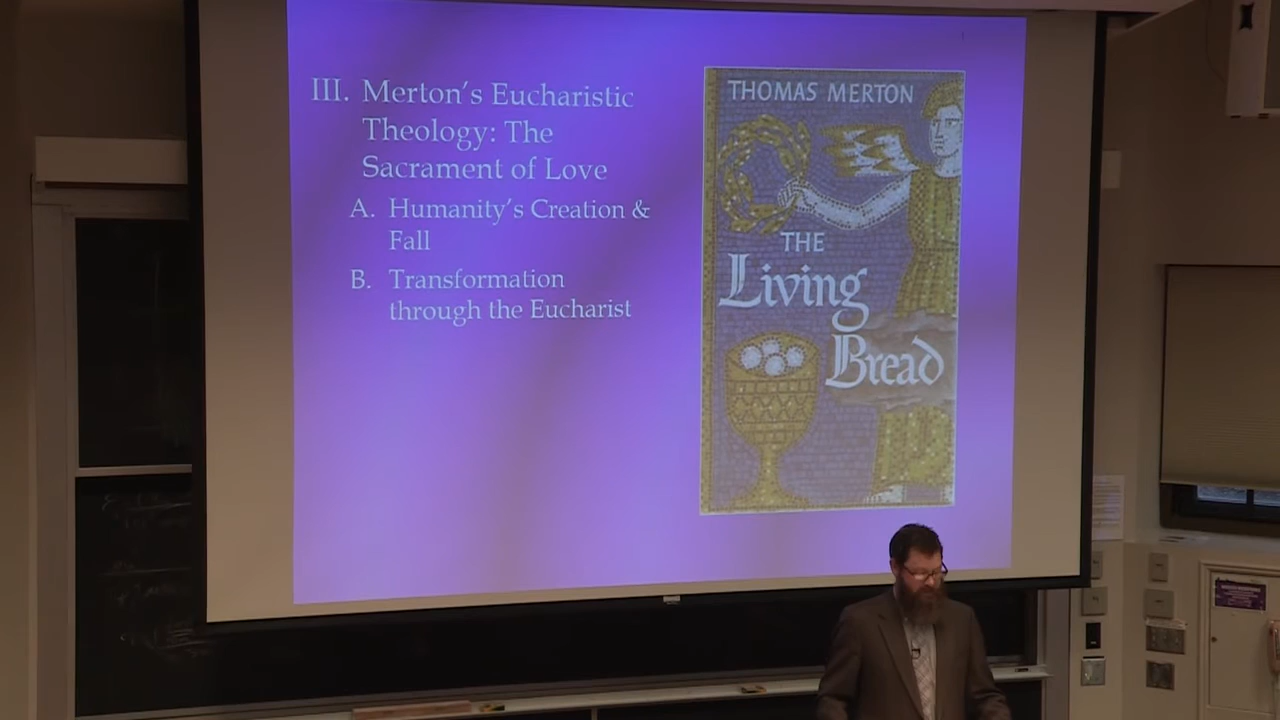 III. Merton's Eucharistic
Theology: The
Sacrament of Love
A. Humanity's Creation &
Fall
B. Transformation
through the Eucharist
THOMAS MERTON
THE
Living
Bread